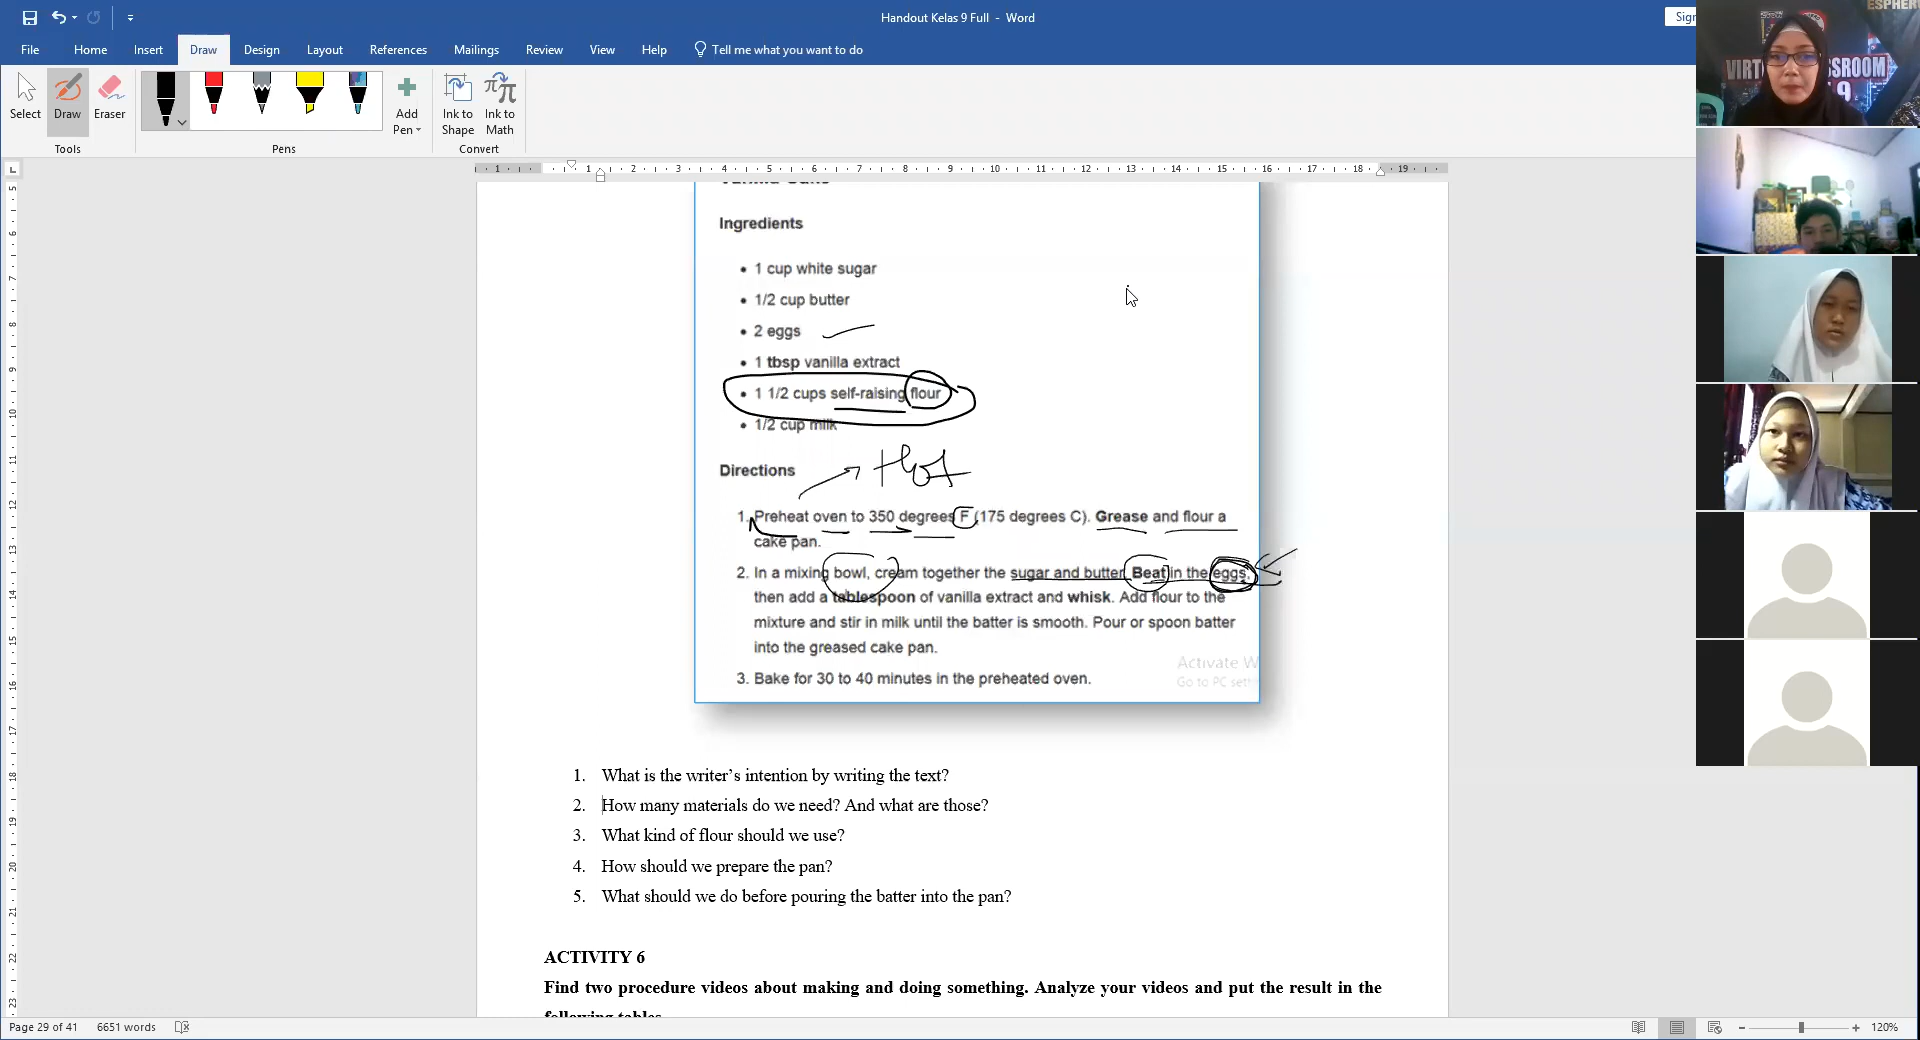 Handout Kelas 9 Full - Word
Sign
File Home Insert Draw Design Layout References Mailings Review View Help Tell me what you want to do
Select Draw Eraser
Add Pen
Ink to Shape
Ink to Math
Tools Pens Convert
Ingredients
• 1 cup white sugar
• 1/2 cup butter
• 2 eggs
• 1 tbsp vanilla extract
• 1 1/2 cups self-raising flour
• 1/2 cup milk
Directions
1. Preheat oven to 350 degrees F (175 degrees C). Grease and flour a
cake pan.
2. In a mixing bowl, cream together the sugar and butter. Beat in the eggs,
then add a tablespoon of vanilla extract and whisk. Add flour to the
mixture and stir in milk until the batter is smooth. Pour or spoon batter
into the greased cake pan.
3. Bake for 30 to 40 minutes in the preheated oven.
Activate W
Go to PC sett
1. What is the writer’s intention by writing the text?
2. How many materials do we need? And what are those?
3. What kind of flour should we use?
4. How should we prepare the pan?
5. What should we do before pouring the batter into the pan?
ACTIVITY 6
Find two procedure videos about making and doing something. Analyze your videos and put the result in the
following tables
Page 29 of 41 6651 words 120%